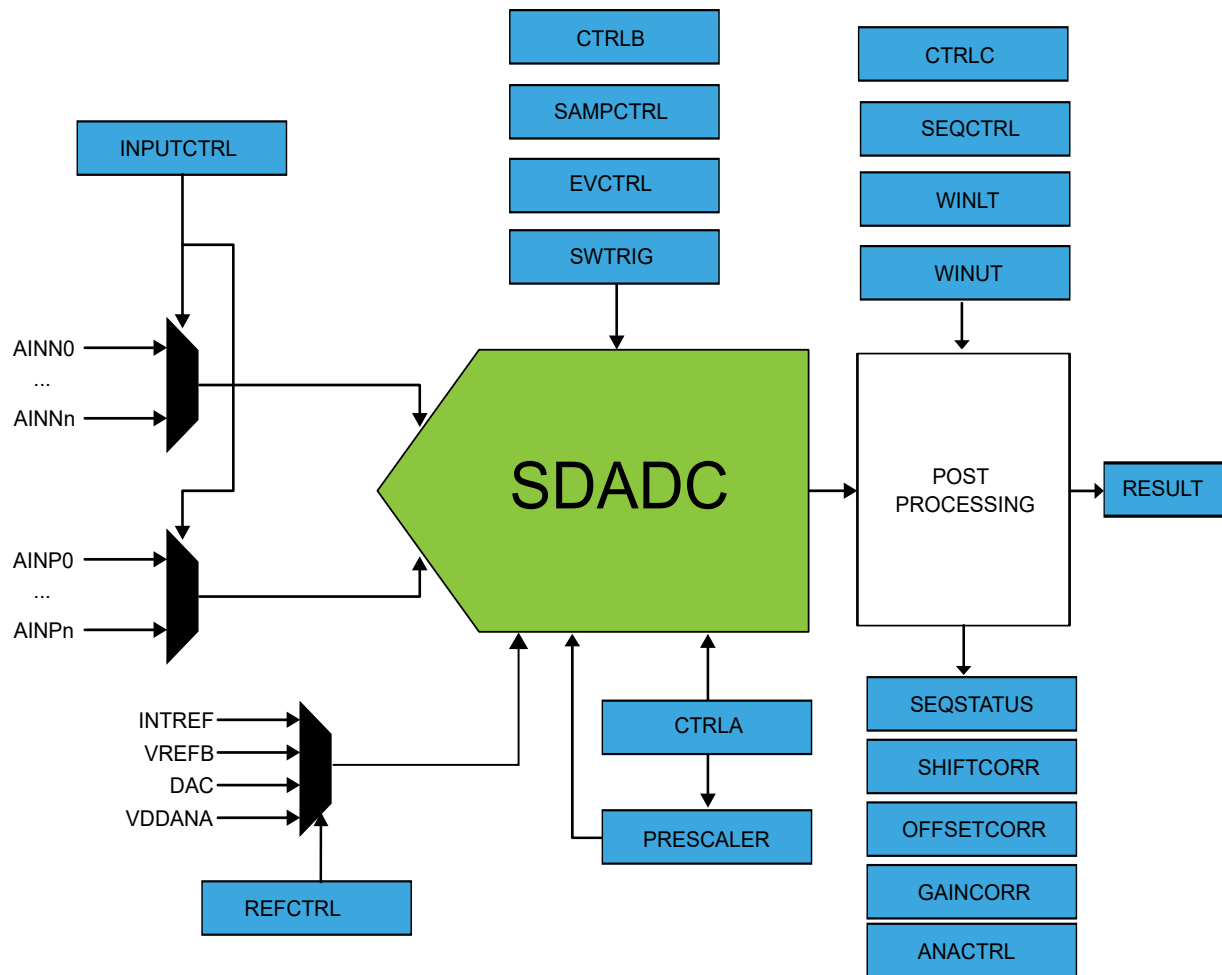 CTRLB
SAMPCTRL
EVCTRL
SWTRIG
CTRLC
SEQCTRL
WINLT
WINUT
INPUTCTRL
AINN0
...
AINNn
AINP0
...
AINPn
SDADC
POST
PROCESSING
RESULT
INTREF
VREFB
DAC
VDDANA
REFCTRL
CTRLA
PRESCALER
SEQSTATUS
SHIFTCORR
OFFSETCORR
GAINCORR
ANACTRL